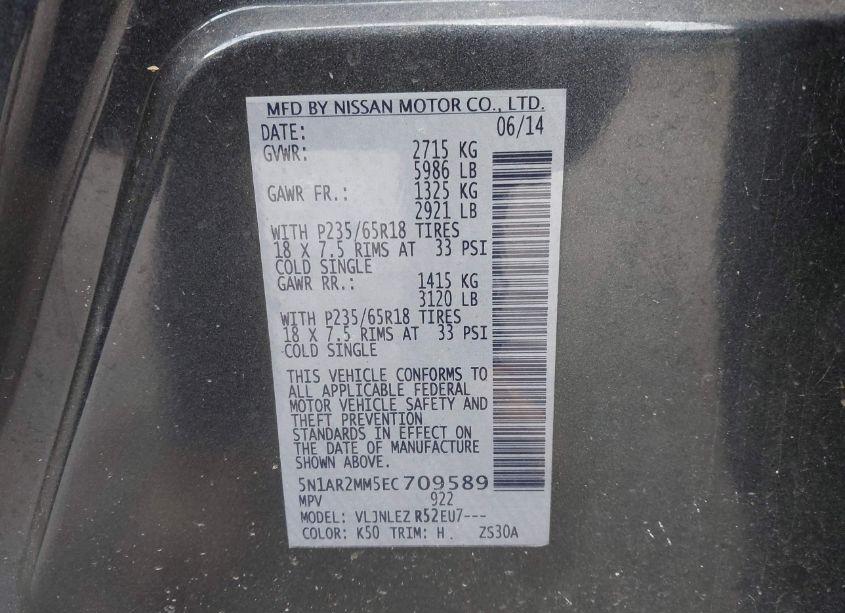 MFD BY NISSAN MOTOR CO., LTD.
DATE: 06/14
GVWR: 2715 KG
5986 LB
GAWR FR.: 1325 KG
2921 LB
WITH P235/65R18 TIRES
18 X 7.5 RIMS AT 33 PSI
COLD SINGLE
GAWR RR.: 1415 KG
3120 LB
WITH P235/65R18 TIRES
18 X 7.5 RIMS AT 33 PSI
COLD SINGLE
THIS VEHICLE CONFORMS TO
ALL APPLICABLE FEDERAL
MOTOR VEHICLE SAFETY AND
THEFT PREVENTION
STANDARDS IN EFFECT ON
THE DATE OF MANUFACTURE
SHOWN ABOVE.
5N1AR2MM5EC709589
MPV 922
MODEL: VLJNLEZ R52EU7---
COLOR: K50 TRIM: H. ZS30A